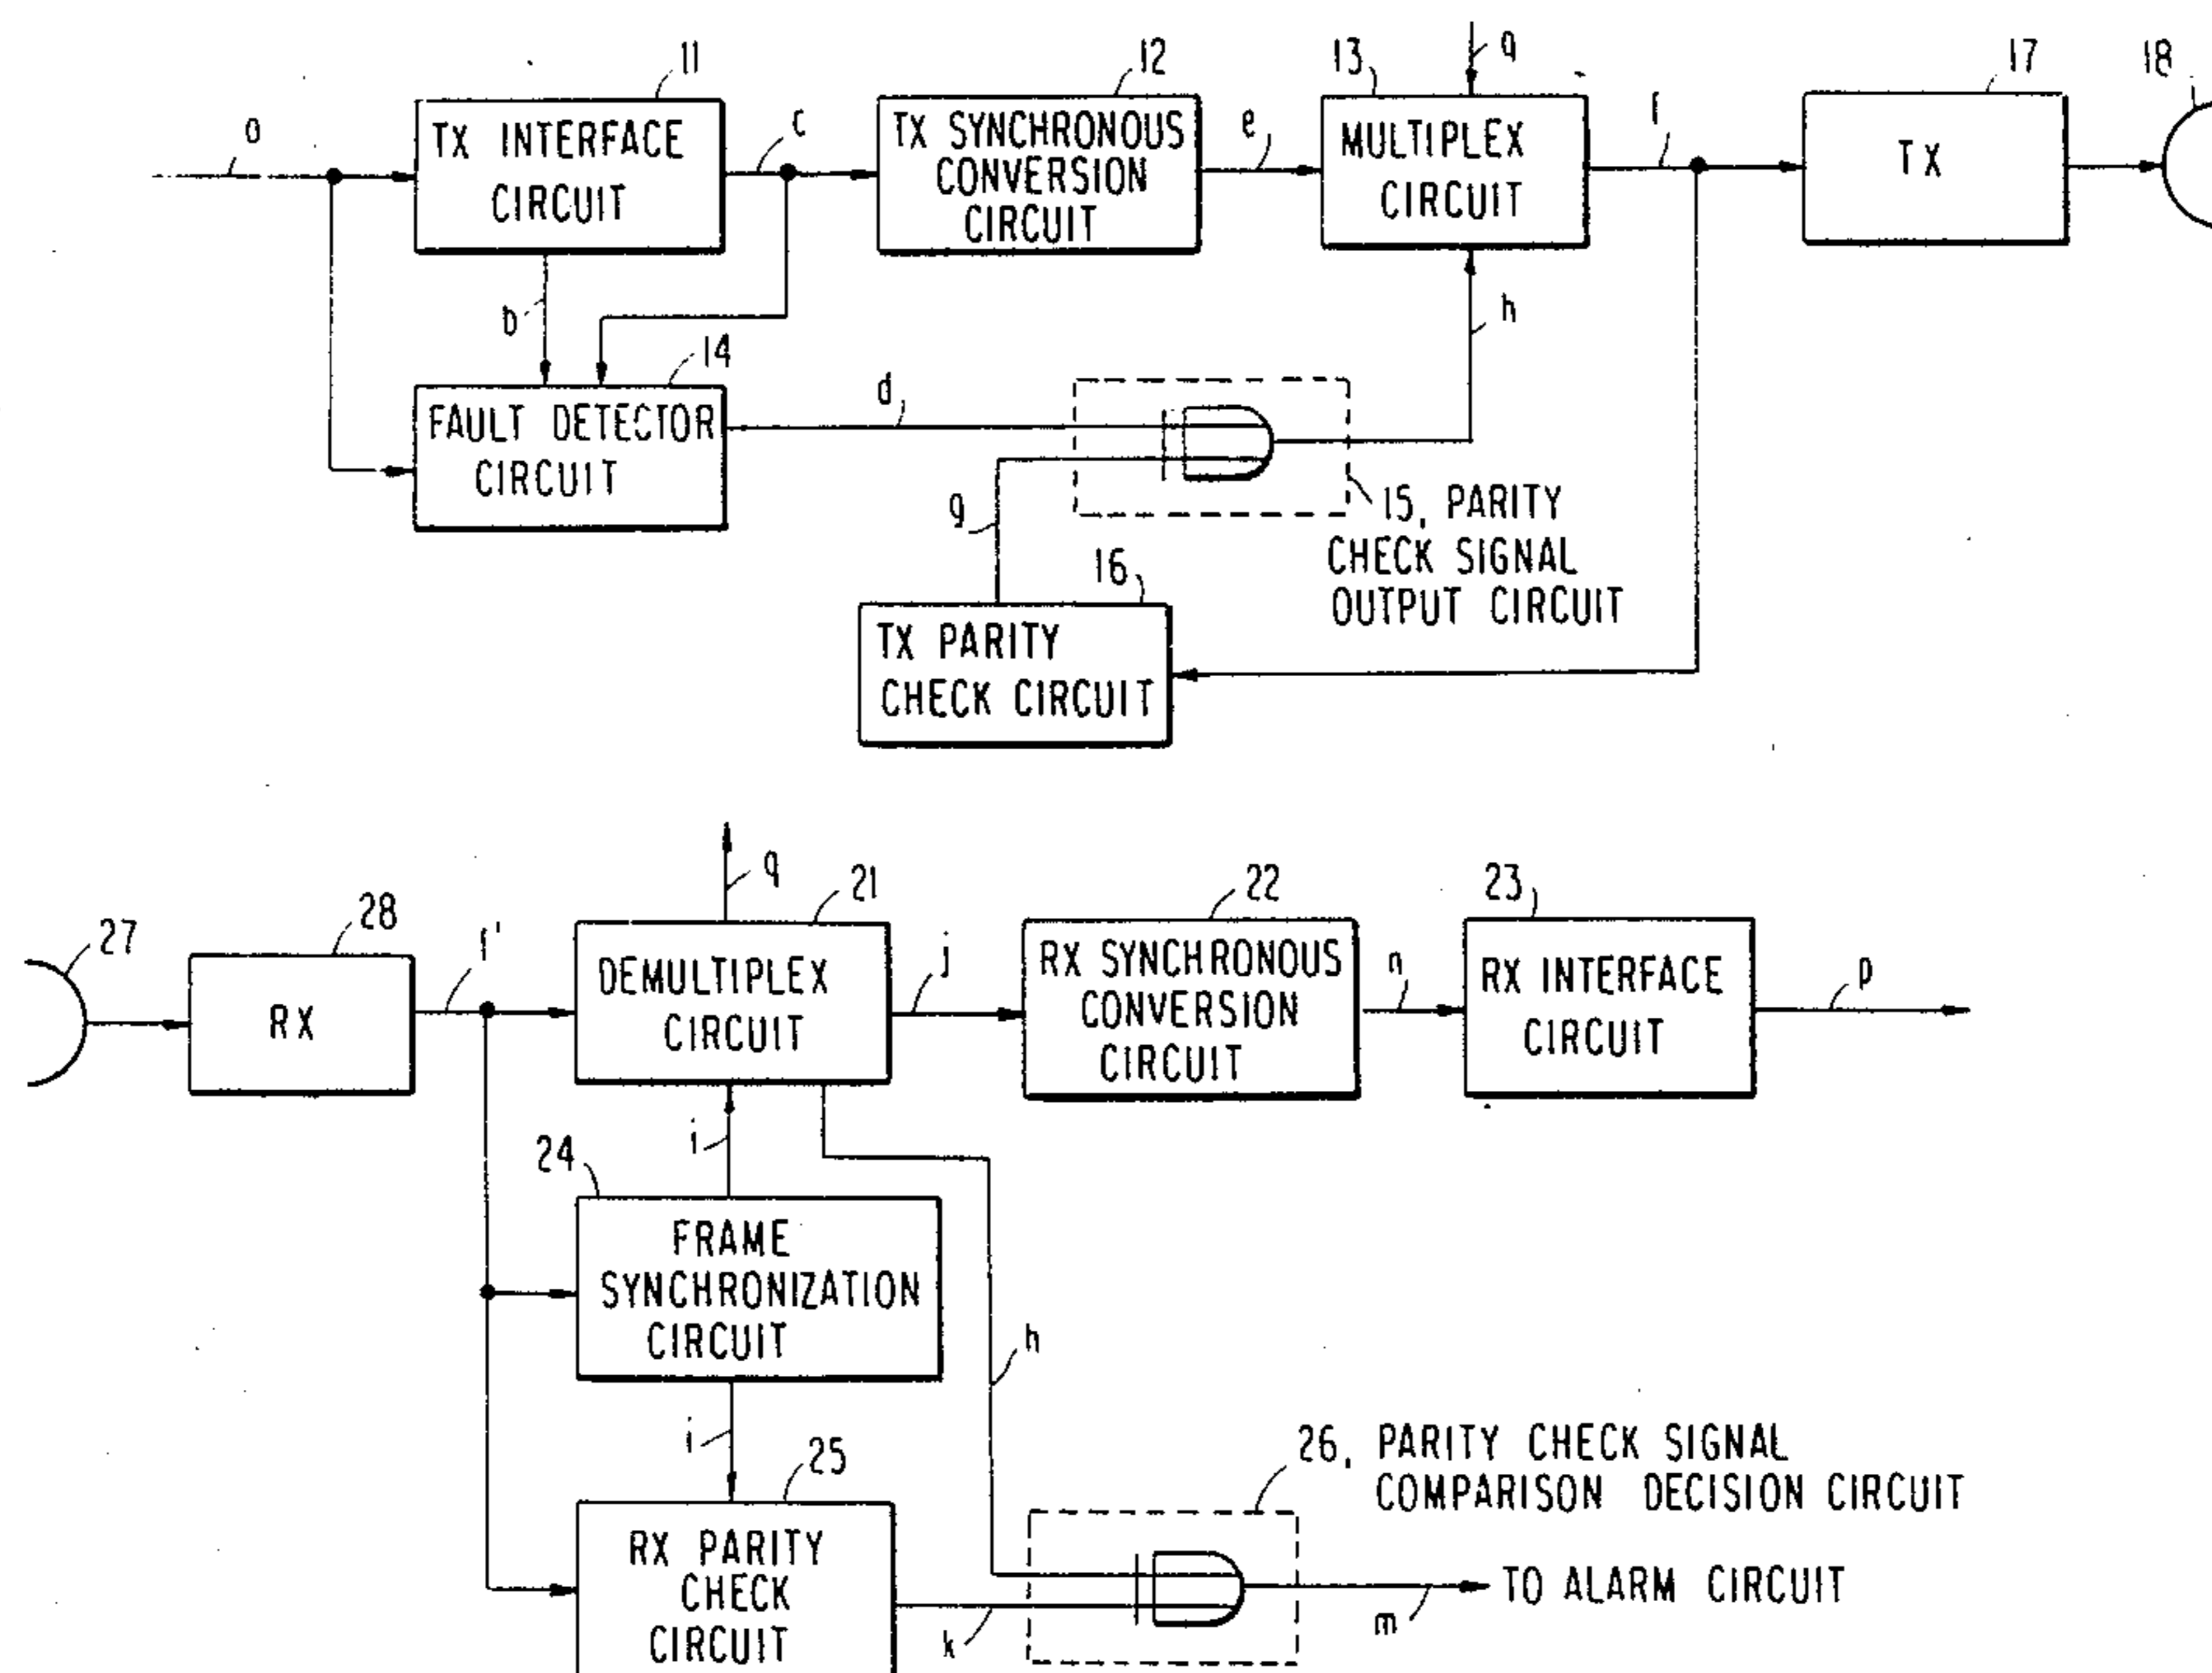 11
12
13
q
17
18
a
TX INTERFACE
CIRCUIT
c
TX SYNCHRONOUS
CONVERSION
CIRCUIT
e
MULTIPLEX
CIRCUIT
f
TX
b
h
14
FAULT DETECTOR
CIRCUIT
d
15, PARITY
CHECK SIGNAL
OUTPUT CIRCUIT
g
16
TX PARITY
CHECK CIRCUIT
27
28
RX
f'
q
21
DEMULTIPLEX
CIRCUIT
j
22
RX SYNCHRONOUS
CONVERSION
CIRCUIT
n
23
RX INTERFACE
CIRCUIT
p
i
24
FRAME
SYNCHRONIZATION
CIRCUIT
h
i
25
RX PARITY
CHECK
CIRCUIT
k
26, PARITY CHECK SIGNAL
COMPARISON DECISION CIRCUIT
m
TO ALARM CIRCUIT